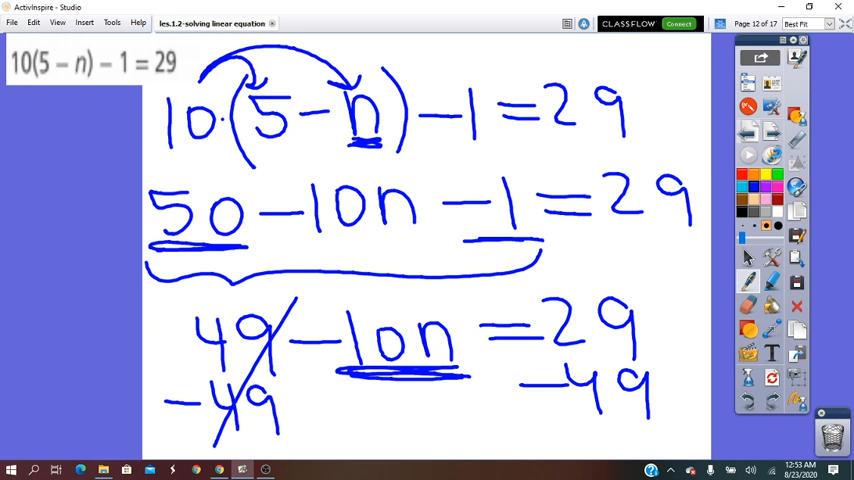 ActivInspire - Studio
File Edit View Insert Tools Help
les.1.2-solving linear equation
CLASSFLOW Connect
Page 12 of 17
Best Fit
10(5 − n) − 1 = 29
10·(5−n)−1=29
50−10n−1=29
49−10n=29
−49 −49
12:53 AM
8/23/2020